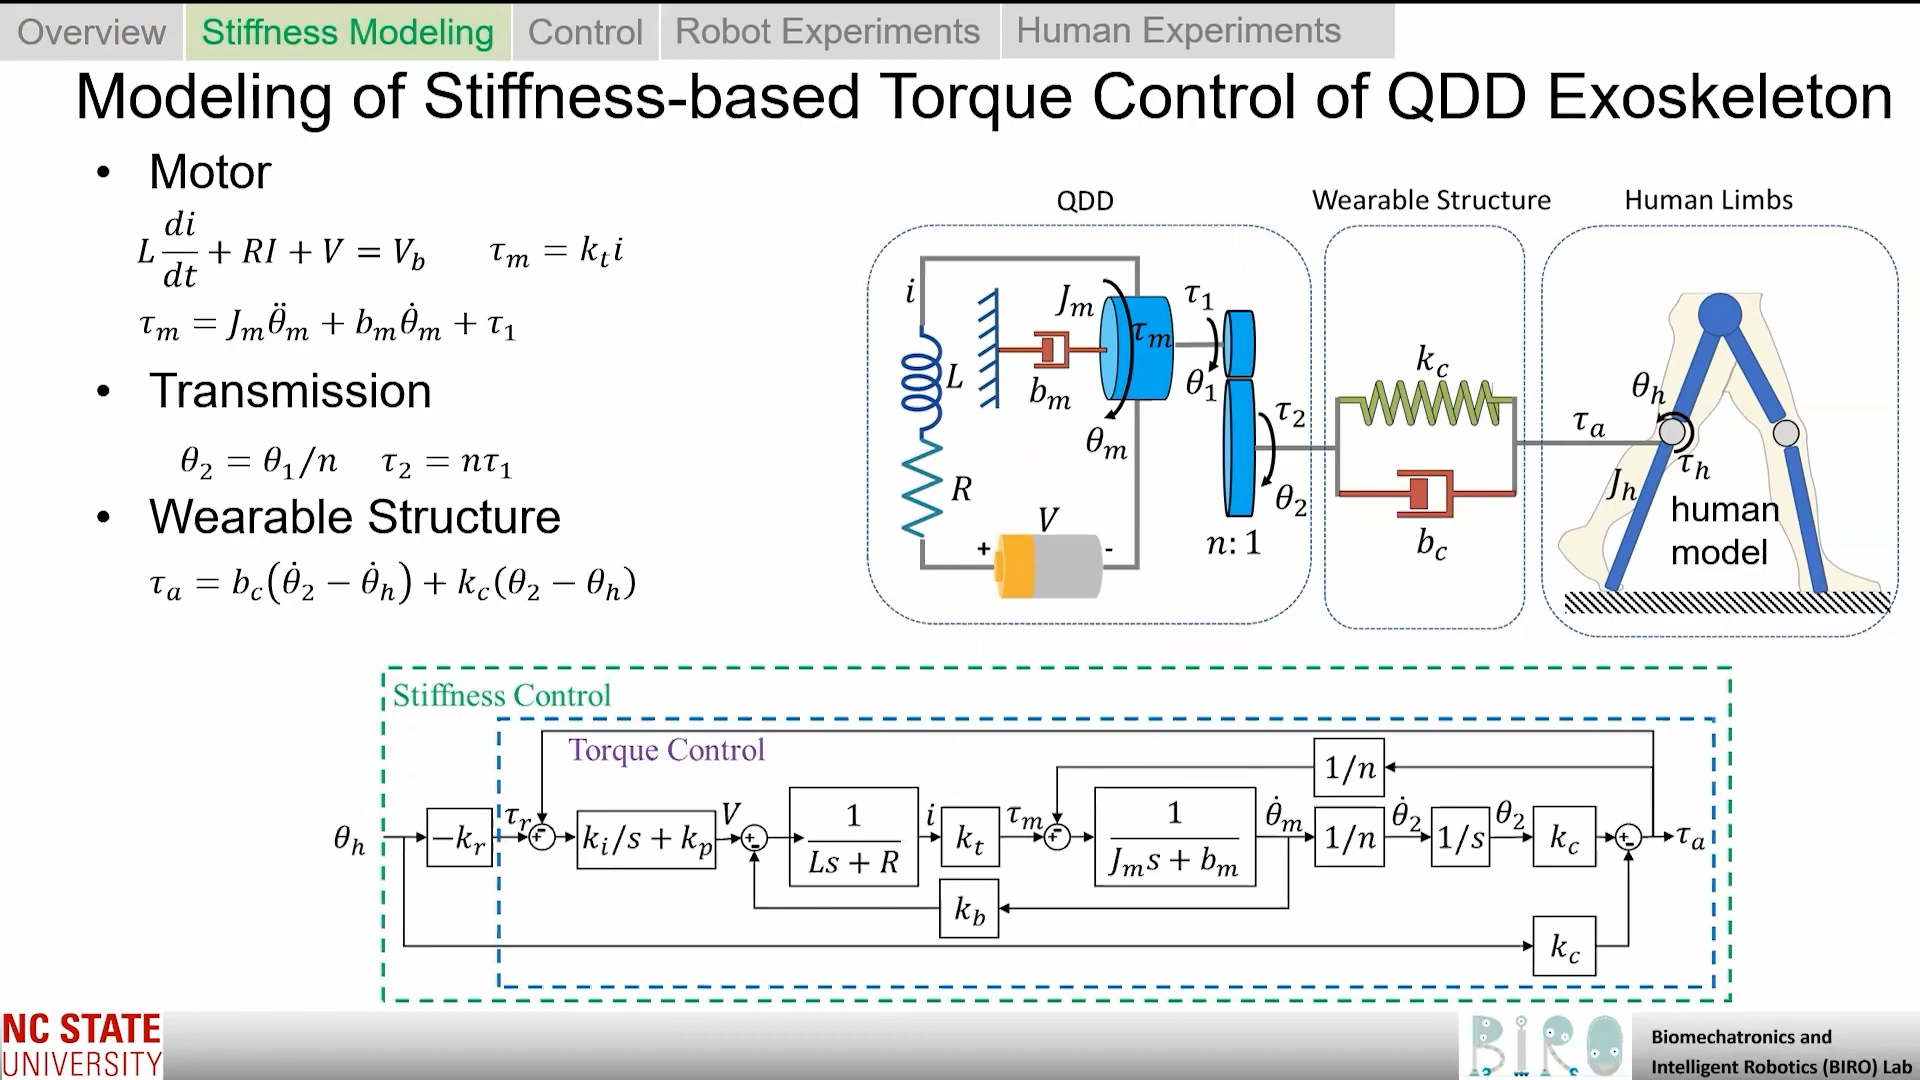 Overview Stiffness Modeling Control Robot Experiments Human Experiments
Modeling of Stiffness-based Torque Control of QDD Exoskeleton
• Motor
L di/dt + RI + V = V_b τ_m = k_t i
τ_m = J_m θ̈_m + b_m θ̇_m + τ_1
• Transmission
θ_2 = θ_1/n τ_2 = nτ_1
• Wearable Structure
τ_a = b_c(θ̇_2 − θ̇_h) + k_c(θ_2 − θ_h)
QDD
i
L
R
V
+ -
J_m
b_m
τ_m
θ_m
τ_1
θ_1
τ_2
θ_2
n: 1
Wearable Structure
k_c
b_c
Human Limbs
τ_a
θ_h
τ_h
J_h
human
model
Stiffness Control
Torque Control
1/n
θ_h −k_r τ_r + - k_i/s + k_p V + - 1/(Ls + R) i k_t τ_m + - 1/(J_m s + b_m) θ̇_m 1/n θ̇_2 1/s θ_2 k_c + - τ_a
k_b
k_c
NC STATE
UNIVERSITY
BIRO
Biomechatronics and
Intelligent Robotics (BIRO) Lab